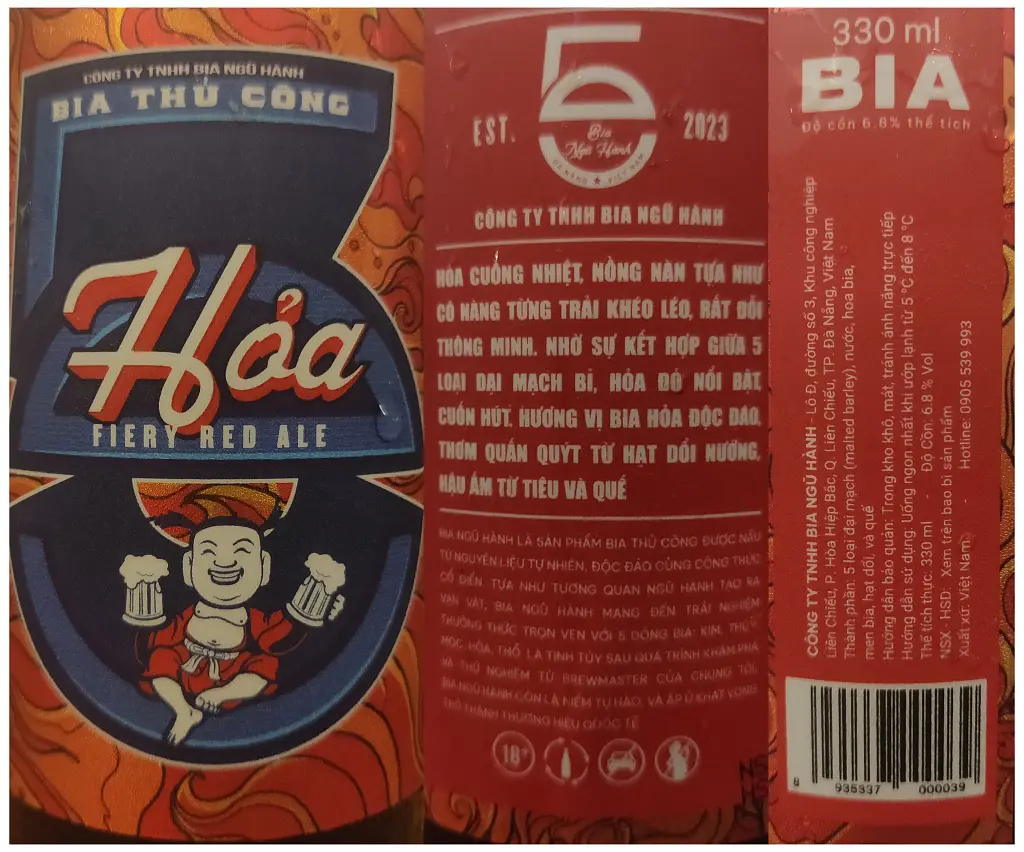 CÔNG TY TNHH BIA NGŨ HÀNH
BIA THỦ CÔNG
Hỏa
FIERY RED ALE
5
EST.
2023
Bia
Ngũ Hành
ĐÀ NẴNG ★ VIỆT NAM
CÔNG TY TNHH BIA NGŨ HÀNH
HỎA CUỒNG NHIỆT, NỒNG NÀN TỰA NHƯ
CÔ NÀNG TỪNG TRẢI KHÉO LÉO, RẤT ĐỖI
THÔNG MINH. NHỜ SỰ KẾT HỢP GIỮA 5
LOẠI ĐẠI MẠCH BỈ, HỎA ĐỎ NỔI BẬT,
CUỐN HÚT. HƯƠNG VỊ BIA HỎA ĐỘC ĐÁO,
THƠM QUẤN QUÝT TỪ HẠT DỔI NƯỚNG,
HẬU ẤM TỪ TIÊU VÀ QUẾ
BIA NGŨ HÀNH LÀ SẢN PHẨM BIA THỦ CÔNG ĐƯỢC NẤU
TỪ NGUYÊN LIỆU TỰ NHIÊN, ĐỘC ĐÁO CÙNG CÔNG THỨC
CỔ ĐIỂN. TỰA NHƯ TƯƠNG QUAN NGŨ HÀNH TẠO RA
VẠN VẬT, BIA NGŨ HÀNH MANG ĐẾN TRẢI NGHIỆM
THƯỞNG THỨC TRỌN VẸN VỚI 5 DÒNG BIA: KIM, THỦY,
MỘC, HỎA, THỔ. LÀ TINH TÚY SAU QUÁ TRÌNH KHÁM PHÁ
VÀ THỬ NGHIỆM TỪ BREWMASTER CỦA CHÚNG TÔI,
BIA NGŨ HÀNH CÒN LÀ NIỀM TỰ HÀO, VÀ ẤP Ủ KHÁT VỌNG
TRỞ THÀNH THƯƠNG HIỆU QUỐC TẾ
18+
330 ml
BIA
Độ cồn 6.8% thể tích
CÔNG TY TNHH BIA NGŨ HÀNH - Lô Đ, đường số 3, Khu công nghiệp
Liên Chiểu, P. Hòa Hiệp Bắc, Q. Liên Chiểu, TP. Đà Nẵng, Việt Nam
Thành phần: 5 loại đại mạch (malted barley), nước, hoa bia,
men bia, hạt dổi, và quế
Hướng dẫn bảo quản: Trong kho khô, mát, tránh ánh nắng trực tiếp
Hướng dẫn sử dụng: Uống ngon nhất khi ướp lạnh từ 5 °C đến 8 °C
Thể tích thực: 330 ml - Độ Cồn: 6.8 % Vol
NSX - HSD: Xem trên bao bì sản phẩm
Xuất xứ: Việt Nam - Hotline: 0905 539 993
8 935337 000039